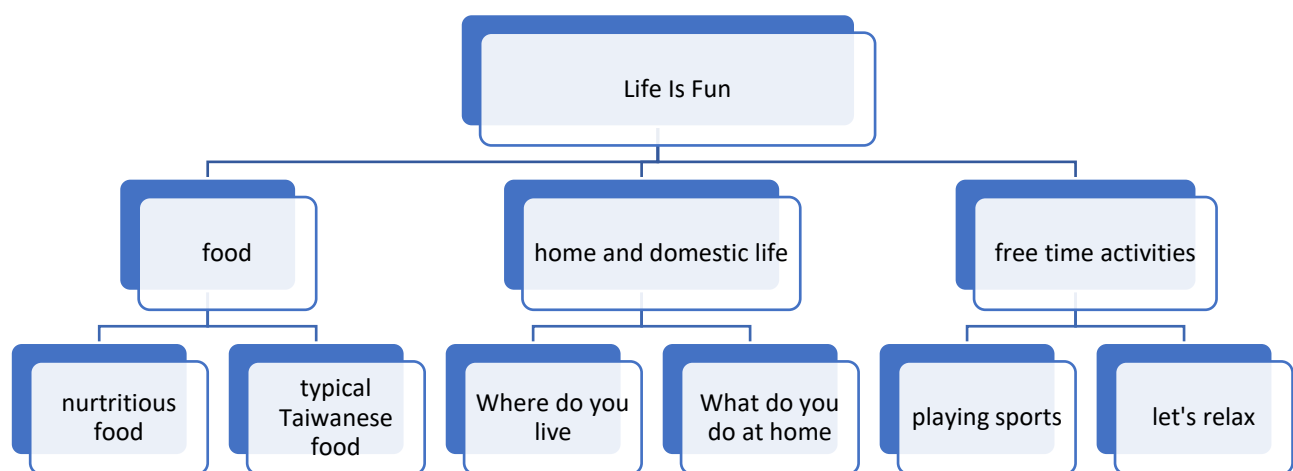 Life Is Fun
food
home and domestic life
free time activities
nurtritious
food
typical
Taiwanese
food
Where do you
live
What do you
do at home
playing sports
let's relax